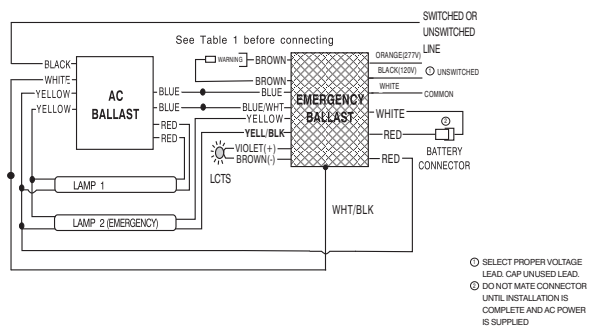 SWITCHED OR
UNSWITCHED
LINE
See Table 1 before connecting
BLACK
WHITE
YELLOW
YELLOW
AC
BALLAST
BLUE
BLUE
RED
RED
WARNING
BROWN
BROWN
BLUE
BLUE/WHT
YELLOW
YELL/BLK
VIOLET(+)
BROWN(-)
LCTS
EMERGENCY
BALLAST
ORANGE(277V)
BLACK(120V)
① UNSWITCHED
WHITE
COMMON
WHITE
②
RED
BATTERY
CONNECTOR
RED
LAMP 1
LAMP 2 (EMERGENCY)
WHT/BLK
① SELECT PROPER VOLTAGE
LEAD. CAP UNUSED LEAD.
② DO NOT MATE CONNECTOR
UNTIL INSTALLATION IS
COMPLETE AND AC POWER
IS SUPPLIED